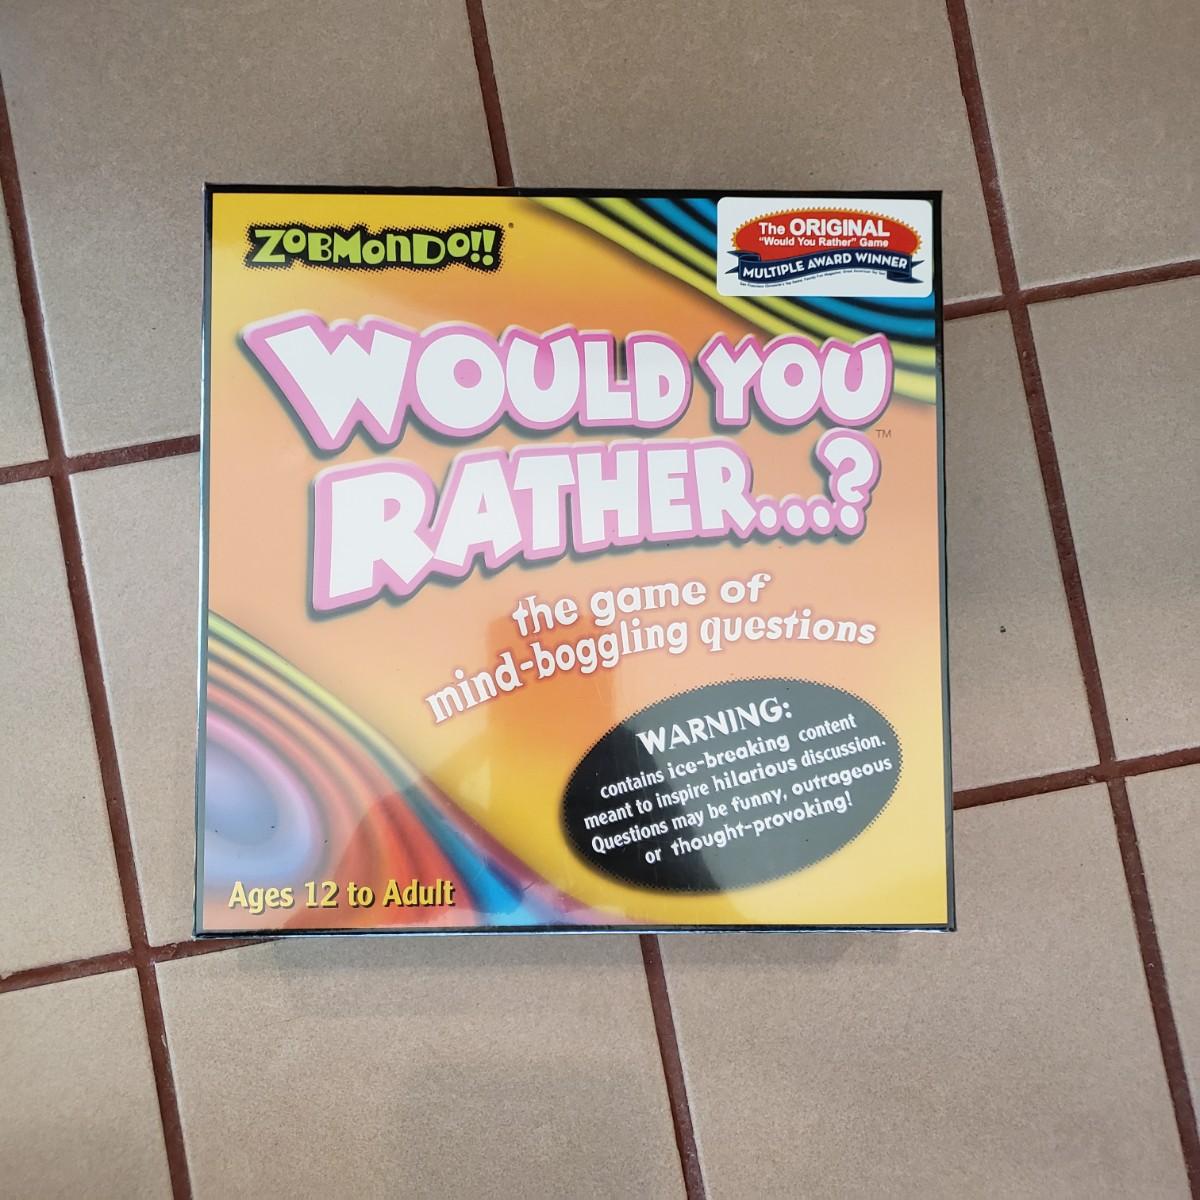 ZOBMONDO!!®
The ORIGINAL
"Would You Rather" Game
MULTIPLE AWARD WINNER
WOULD YOU
RATHER...?™
the game of
mind-boggling questions
WARNING:
contains ice-breaking content
meant to inspire hilarious discussion.
Questions may be funny, outrageous
or thought-provoking!
Ages 12 to Adult